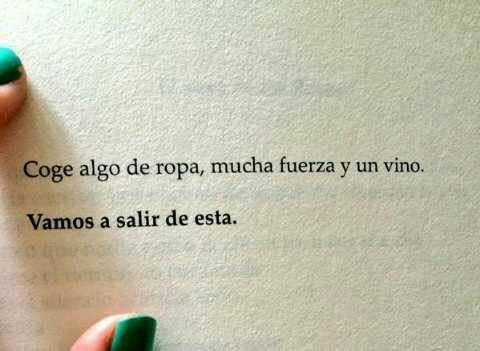 Coge algo de ropa, mucha fuerza y un vino.
Vamos a salir de esta.